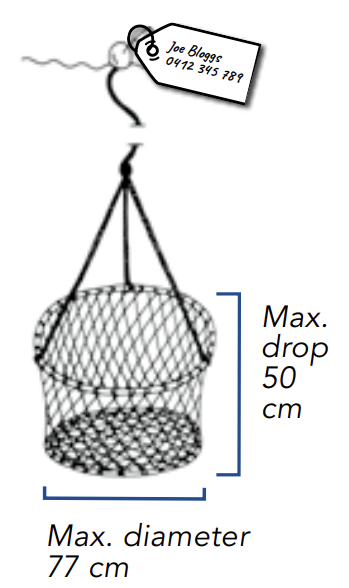 Joe Bloggs
0412 345 789
Max.
drop
50
cm
Max. diameter
77 cm